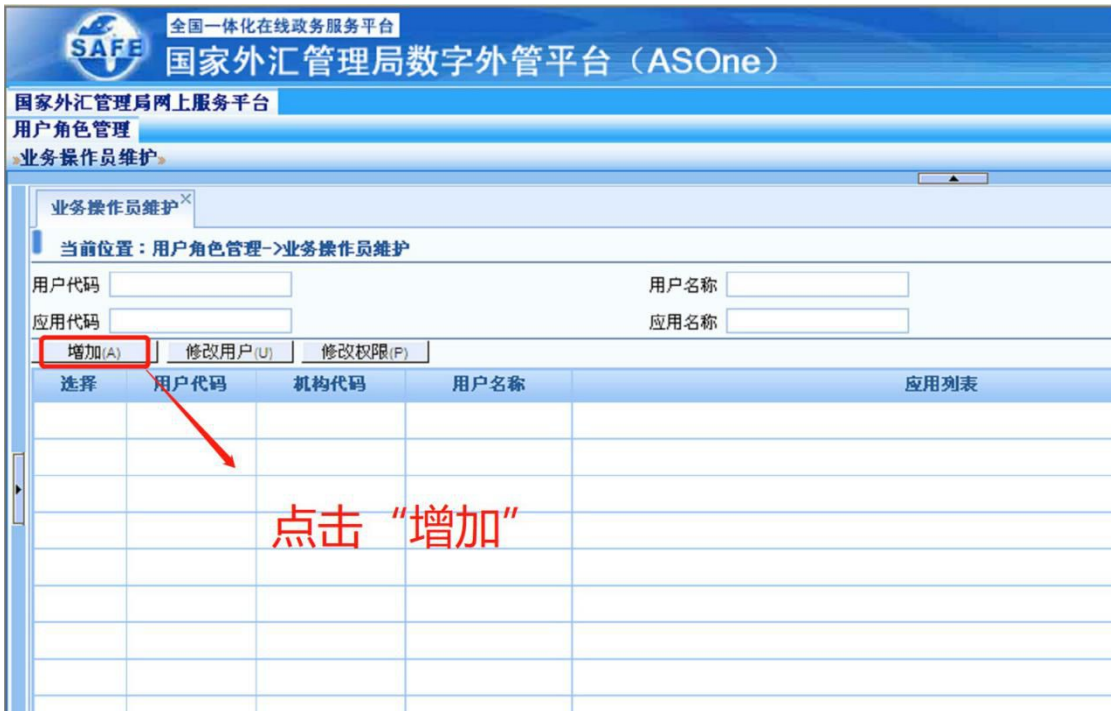 SAFE
全国一体化在线政务服务平台
国家外汇管理局数字外管平台（ASOne）
国家外汇管理局网上服务平台
用户角色管理
»业务操作员维护»
业务操作员维护×
当前位置：用户角色管理->业务操作员维护
用户代码 用户名称
应用代码 应用名称
增加(A) 修改用户(U) 修改权限(P)
选择 用户代码 机构代码 用户名称 应用列表
点击“增加”